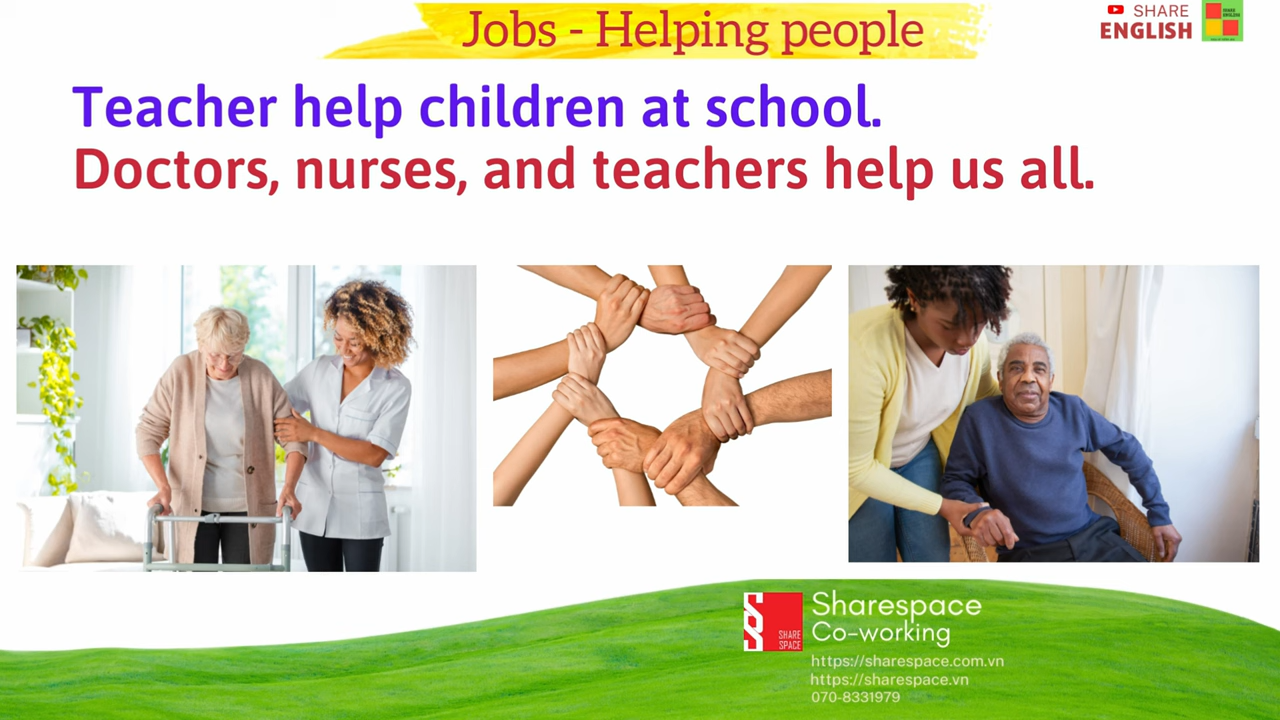 Jobs - Helping people
SHARE
ENGLISH
Teacher help children at school.
Doctors, nurses, and teachers help us all.
SHARE
SPACE
Sharespace
Co-working
https://sharespace.com.vn
https://sharespace.vn
070-8331979